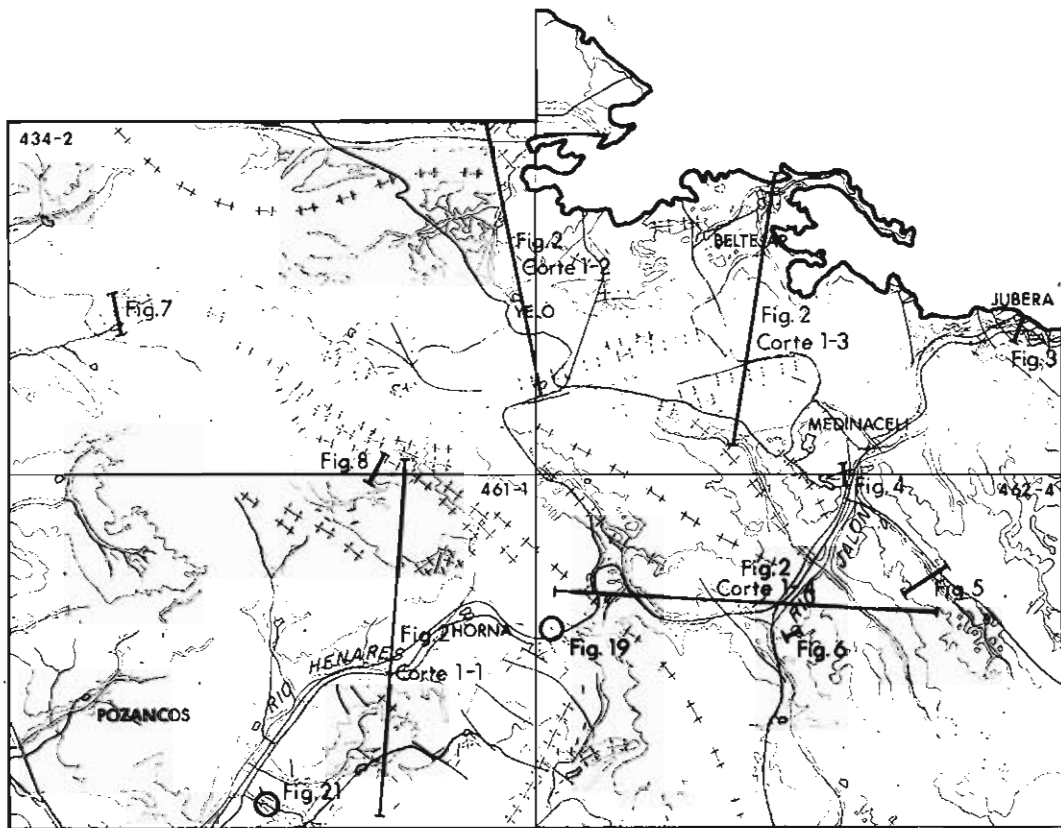 434-2
BELTEJAR
Fig. 2
Corte 1-2
Fig. 7
YELO
JUBERA
Fig. 2
Corte 1-3
Fig. 3
MEDINACELI
Fig. 8
461-1
Fig. 4
462-4
JALON
Fig. 2
Corte 1
Fig. 5
Fig. 2
HORNA
Fig. 19
Fig. 6
RIO HENARES
Corte 1-1
POZANCOS
Fig. 21